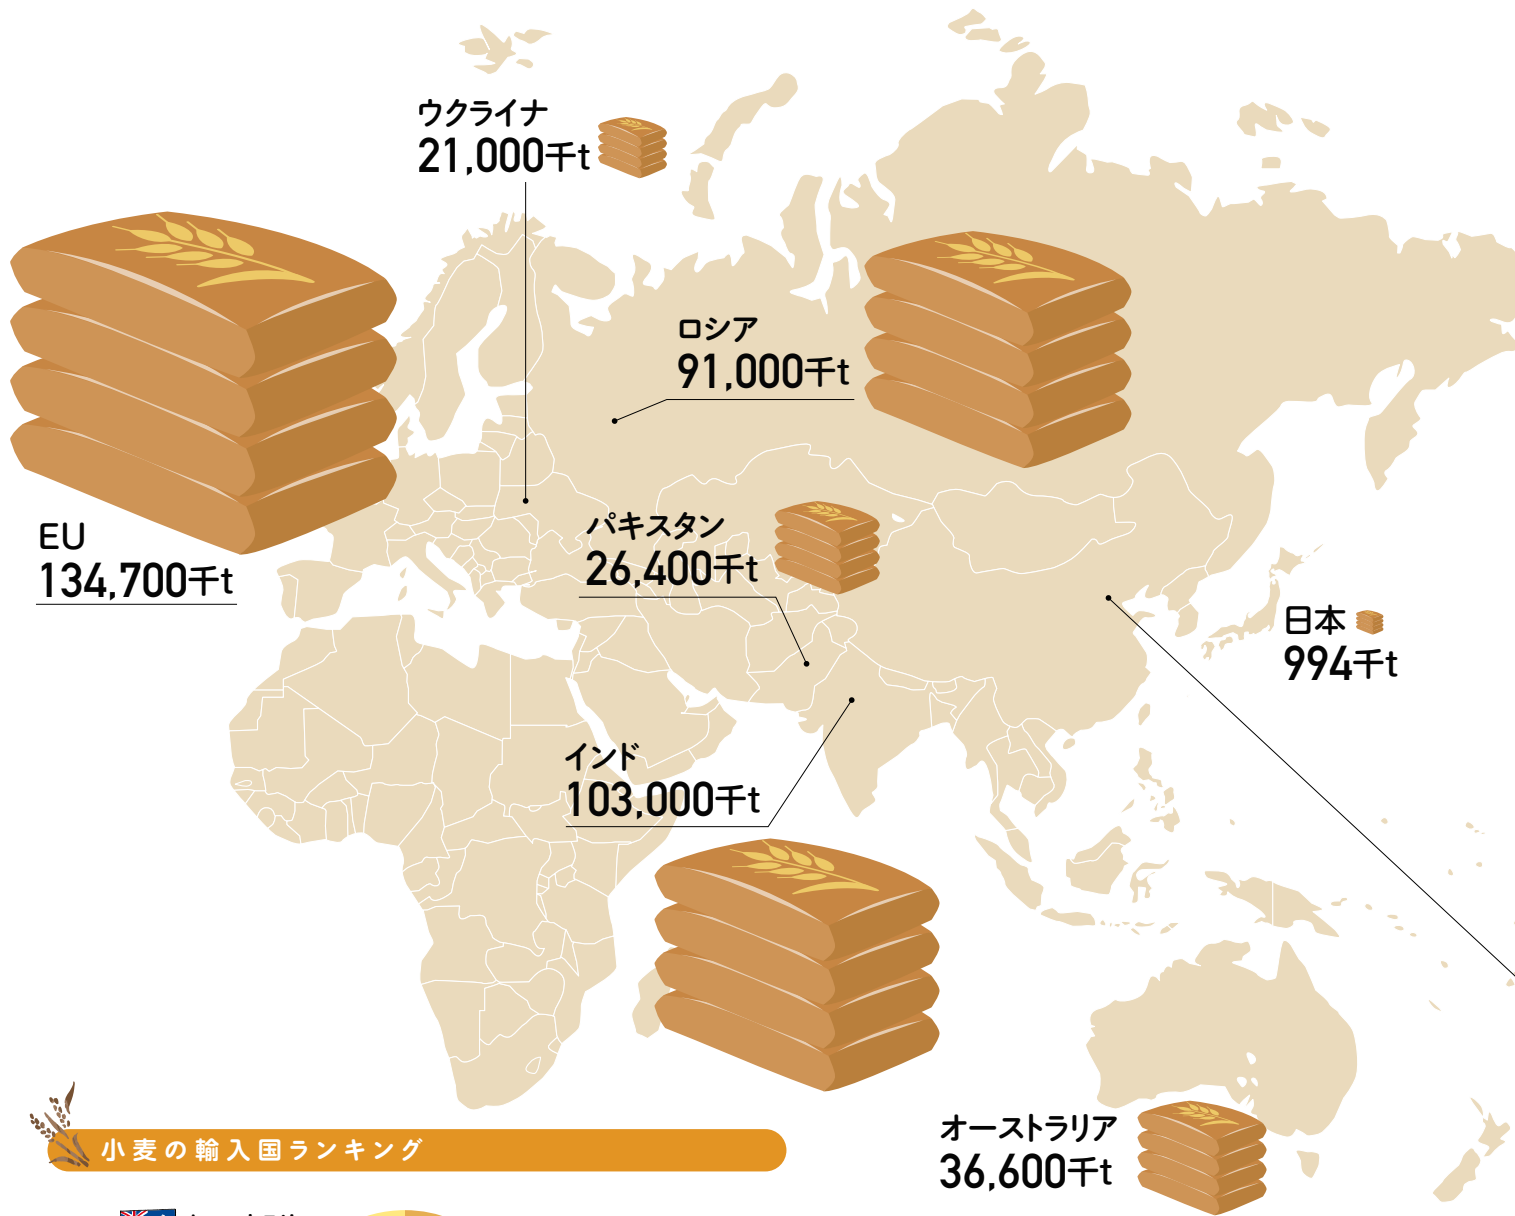 ウクライナ
21,000千t
ロシア
91,000千t
EU
134,700千t
パキスタン
26,400千t
日本
994千t
インド
103,000千t
オーストラリア
36,600千t
小麦の輸入国ランキング